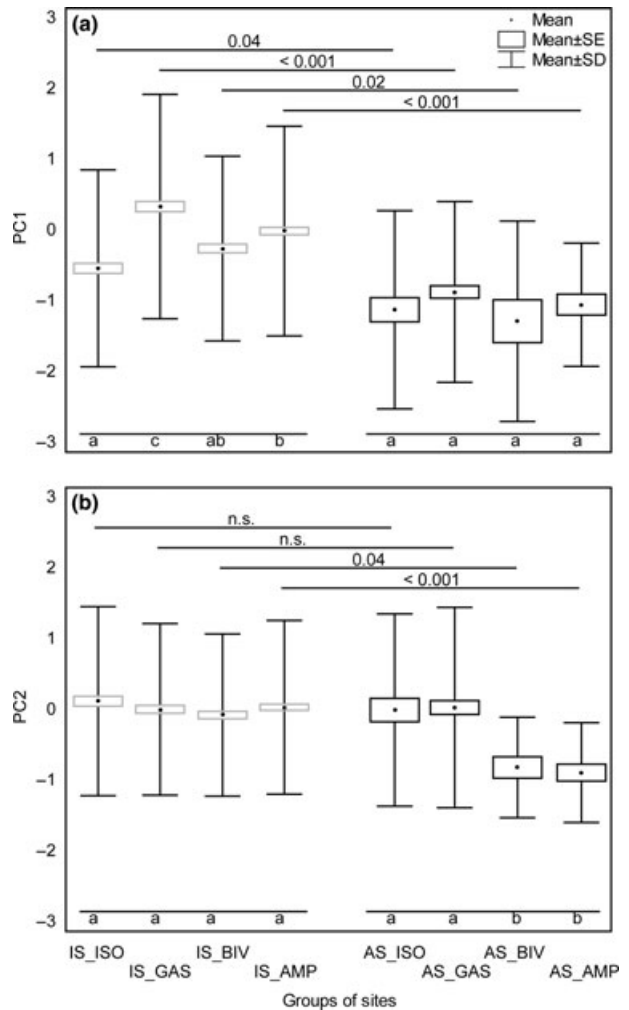 (a)
Mean
Mean±SE
Mean±SD
0.04
< 0.001
0.02
< 0.001
3
2
1
0
–1
–2
–3
PC1
a c ab b a a a a
(b)
n.s.
n.s.
0.04
< 0.001
3
2
1
0
–1
–2
–3
PC2
a a a a a a b b
IS_ISO IS_BIV AS_ISO AS_BIV
IS_GAS IS_AMP AS_GAS AS_AMP
Groups of sites